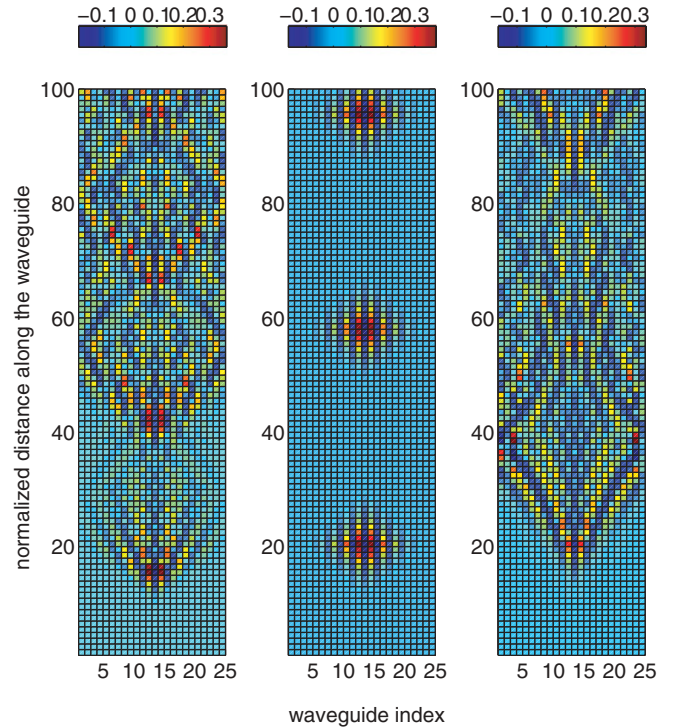 −0.1 0 0.10.20.3 −0.1 0 0.10.20.3 −0.1 0 0.10.20.3
100 100 100
80 80 80
60 60 60
40 40 40
20 20 20
5 10 15 20 25 5 10 15 20 25 5 10 15 20 25
normalized distance along the waveguide
waveguide index